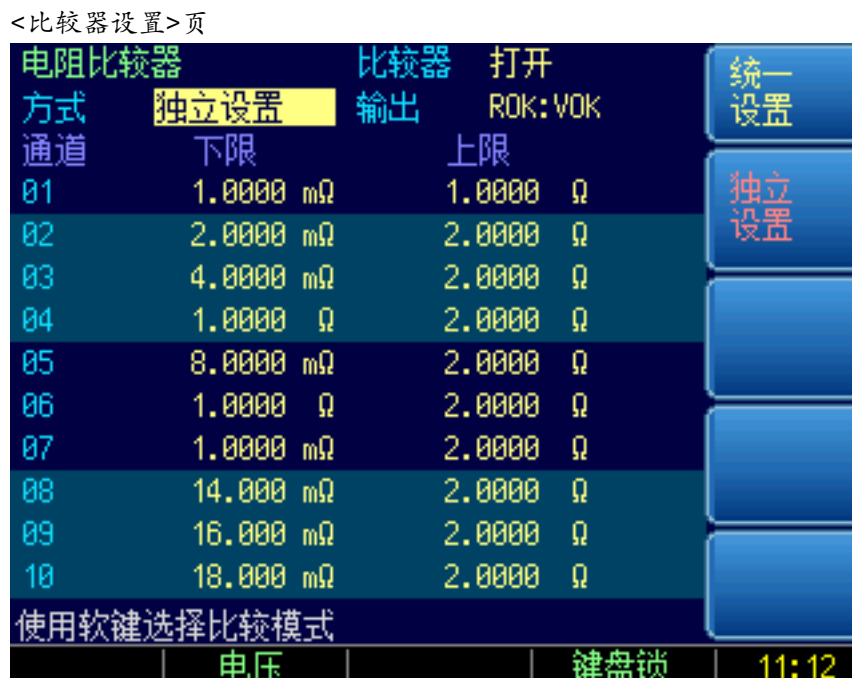 <比较器设置>页
电阻比较器 比较器 打开
方式 独立设置 输出 ROK:VOK
通道 下限 上限
01 1.0000 mΩ 1.0000 Ω
02 2.0000 mΩ 2.0000 Ω
03 4.0000 mΩ 2.0000 Ω
04 1.0000 Ω 2.0000 Ω
05 8.0000 mΩ 2.0000 Ω
06 1.0000 Ω 2.0000 Ω
07 1.0000 mΩ 2.0000 Ω
08 14.000 mΩ 2.0000 Ω
09 16.000 mΩ 2.0000 Ω
10 18.000 mΩ 2.0000 Ω
使用软键选择比较模式
电压 键盘锁 11:12
统一
设置
独立
设置